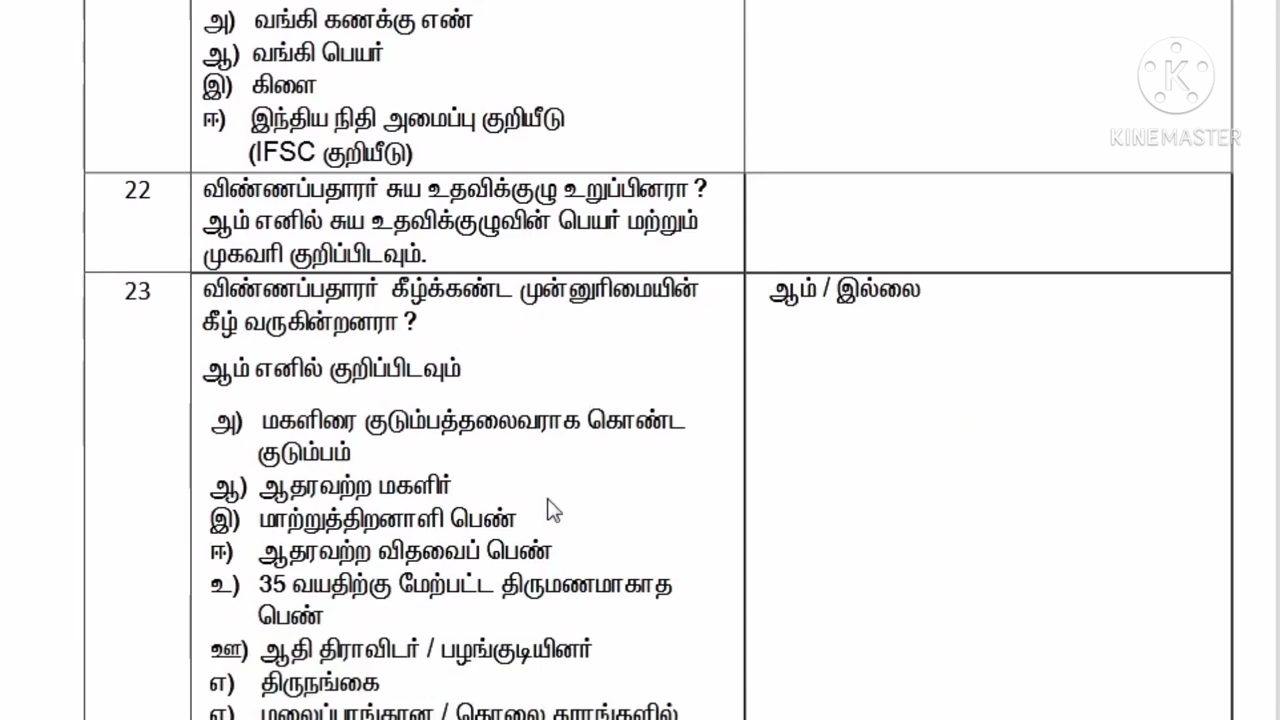 அ) வங்கி கணக்கு எண்
ஆ) வங்கி பெயர்
இ) கிளை
ஈ) இந்திய நிதி அமைப்பு குறியீடு
(IFSC குறியீடு)
KINEMASTER
22 விண்ணப்பதாரர் சுய உதவிக்குழு உறுப்பினரா ?
ஆம் எனில் சுய உதவிக்குழுவின் பெயர் மற்றும்
முகவரி குறிப்பிடவும்.
23 விண்ணப்பதாரர் கீழ்க்கண்ட முன்னுரிமையின் ஆம் / இல்லை
கீழ் வருகின்றனரா ?
ஆம் எனில் குறிப்பிடவும்
அ) மகளிரை குடும்பத்தலைவராக கொண்ட
குடும்பம்
ஆ) ஆதரவற்ற மகளிர்
இ) மாற்றுத்திறனாளி பெண்
ஈ) ஆதரவற்ற விதவைப் பெண்
உ) 35 வயதிற்கு மேற்பட்ட திருமணமாகாத
பெண்
ஊ) ஆதி திராவிடர் / பழங்குடியினர்
எ) திருநங்கை